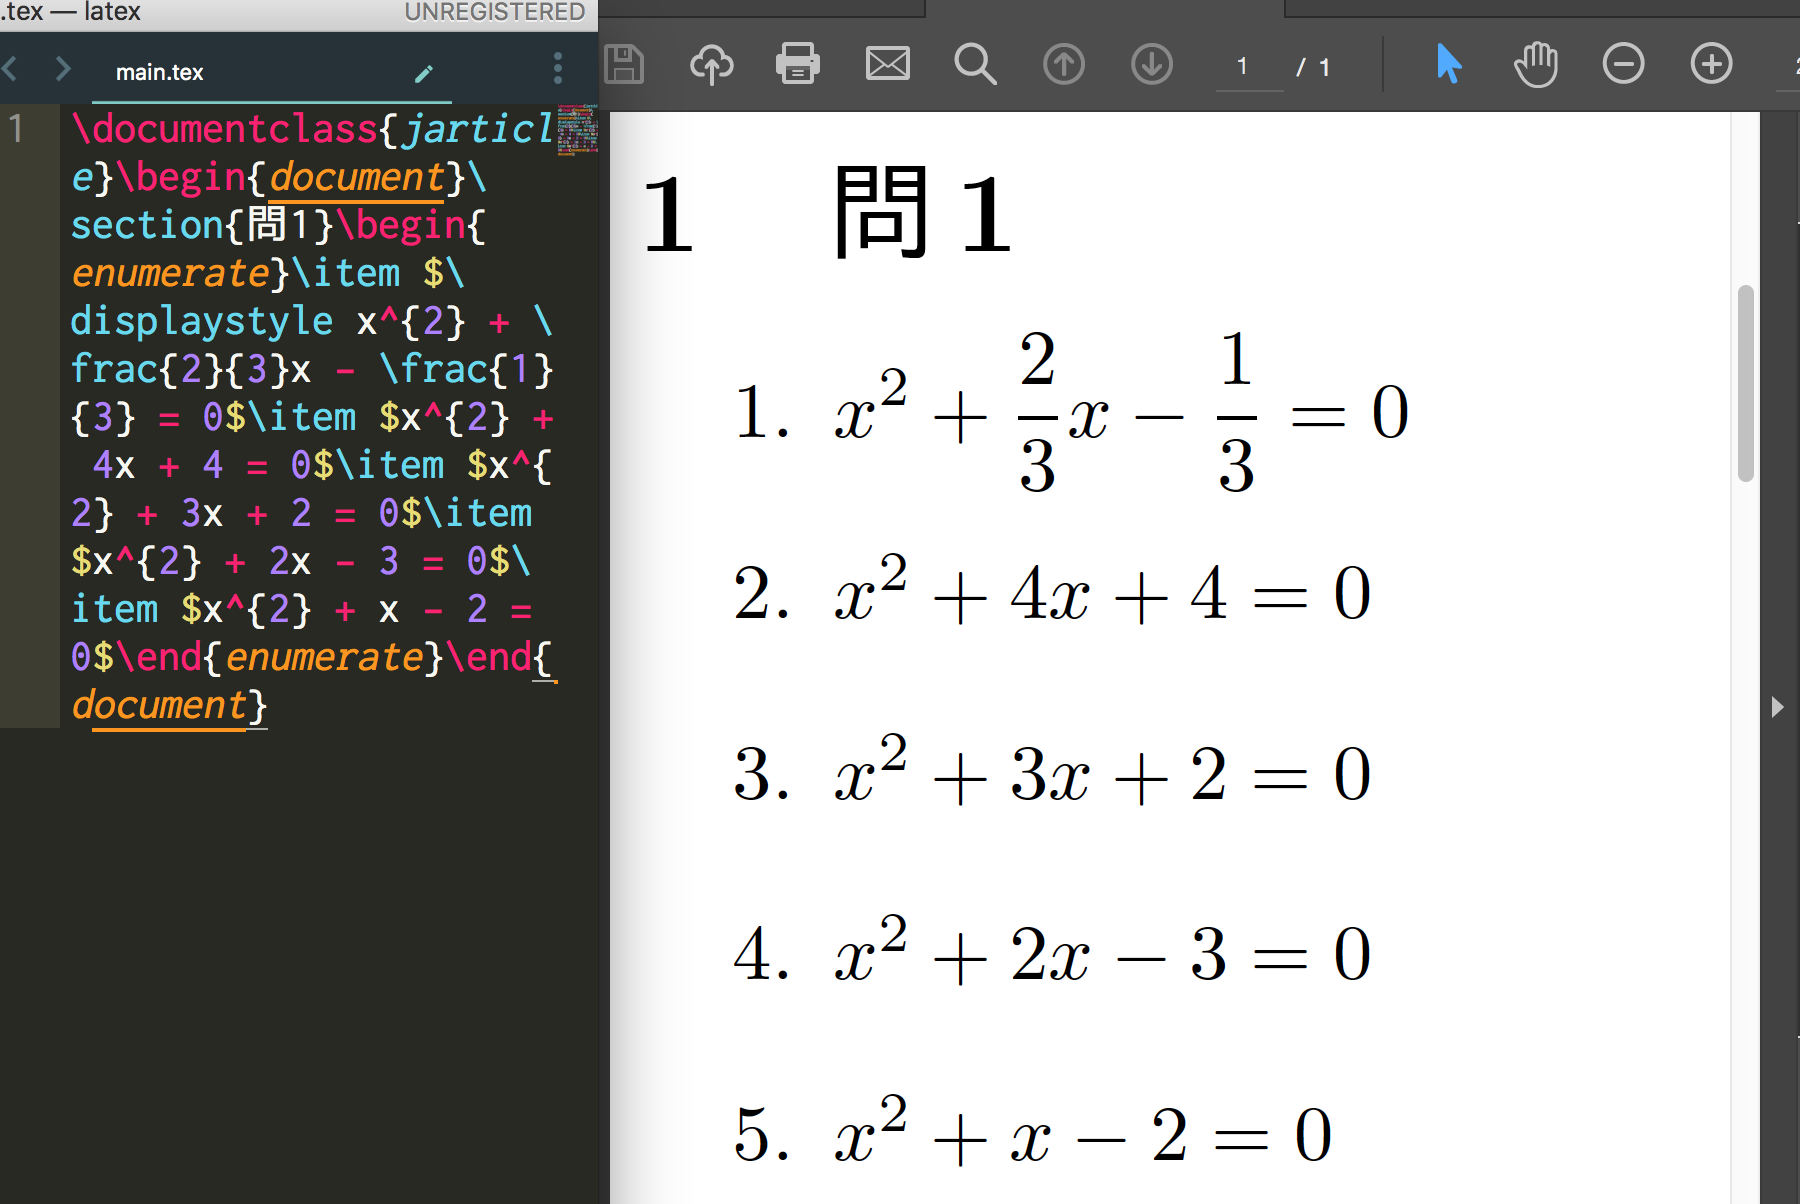 .tex — latex
UNREGISTERED
main.tex
1 / 1
1
\documentclass{jarticl
e}\begin{document}\
section{問1}\begin{
enumerate}\item $\
displaystyle x^{2} + \
frac{2}{3}x - \frac{1}
{3} = 0$\item $x^{2} +
 4x + 4 = 0$\item $x^{
2} + 3x + 2 = 0$\item
$x^{2} + 2x - 3 = 0$\
item $x^{2} + x - 2 =
0$\end{enumerate}\end{
document}
1 問1
1. x² + 2/3 x − 1/3 = 0
2. x² + 4x + 4 = 0
3. x² + 3x + 2 = 0
4. x² + 2x − 3 = 0
5. x² + x − 2 = 0